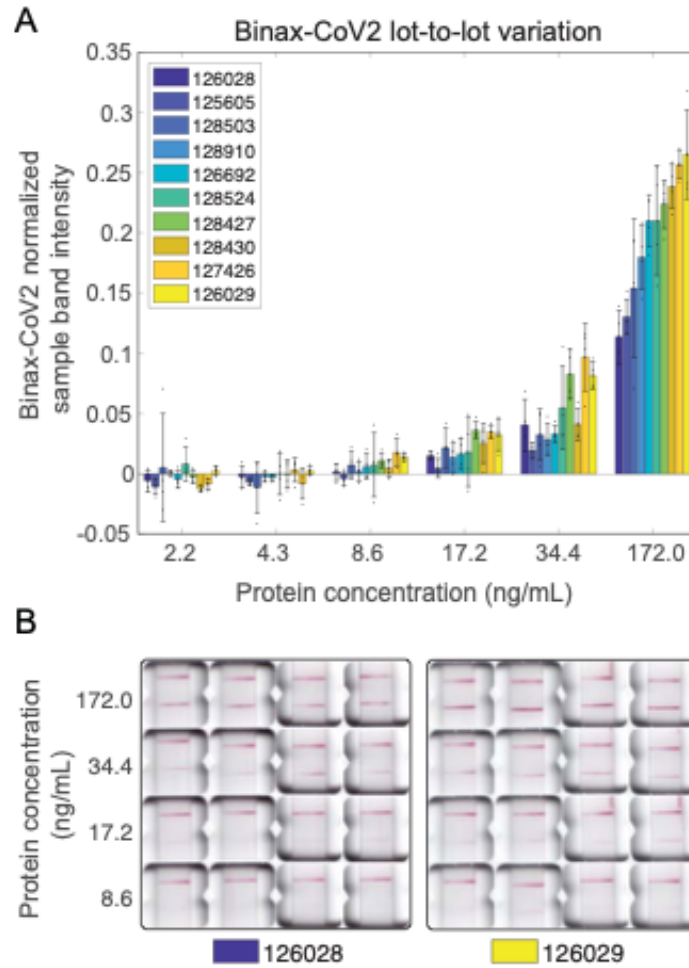 A
Binax-CoV2 lot-to-lot variation
Binax-CoV2 normalized
sample band intensity
0.35
0.3
0.25
0.2
0.15
0.1
0.05
0
-0.05
126028
125605
128503
128910
126692
128524
128427
128430
127426
126029
2.2 4.3 8.6 17.2 34.4 172.0
Protein concentration (ng/mL)
B
Protein concentration
(ng/mL)
172.0
34.4
17.2
8.6
126028 126029